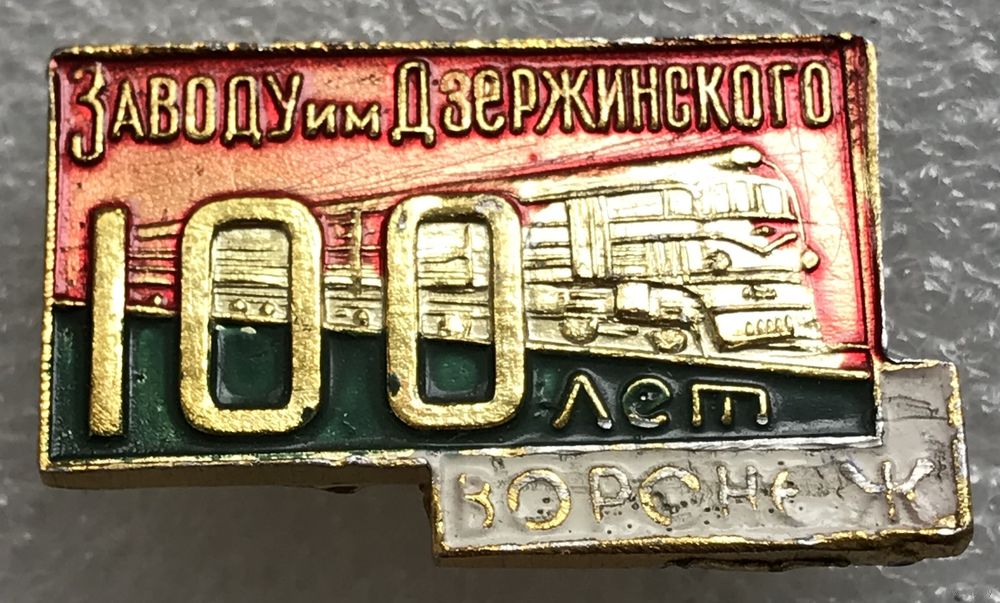 ЗАВОДУ им ДЗЕРЖИНСКОГО
100
лет
ВОРОНЕЖ